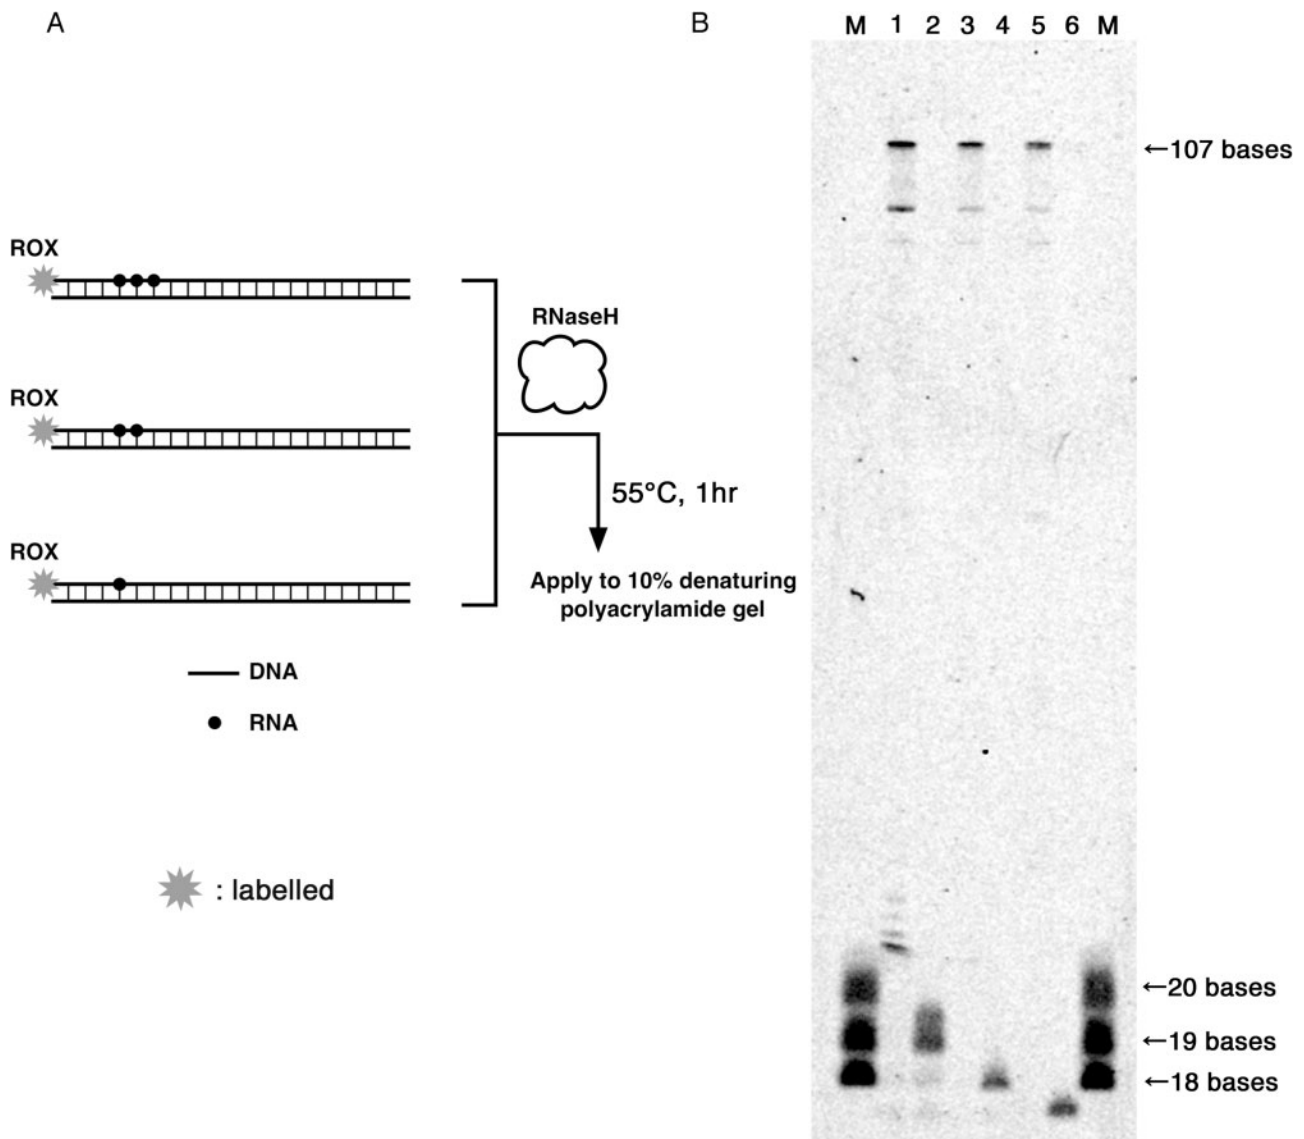 A
B
M 1 2 3 4 5 6 M
←107 bases
ROX
RNaseH
ROX
55°C, 1hr
ROX
Apply to 10% denaturing
polyacrylamide gel
DNA
RNA
: labelled
←20 bases
←19 bases
←18 bases